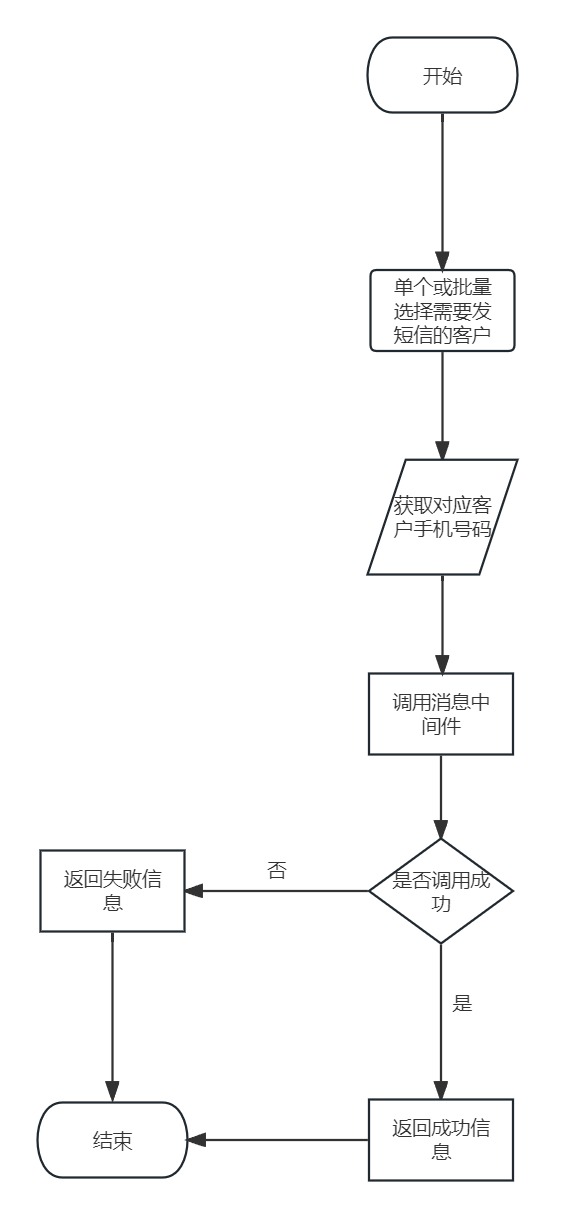 开始
单个或批量
选择需要发
短信的客户
获取对应客
户手机号码
调用消息中
间件
是否调用成
功
否
返回失败信
息
是
返回成功信
息
结束